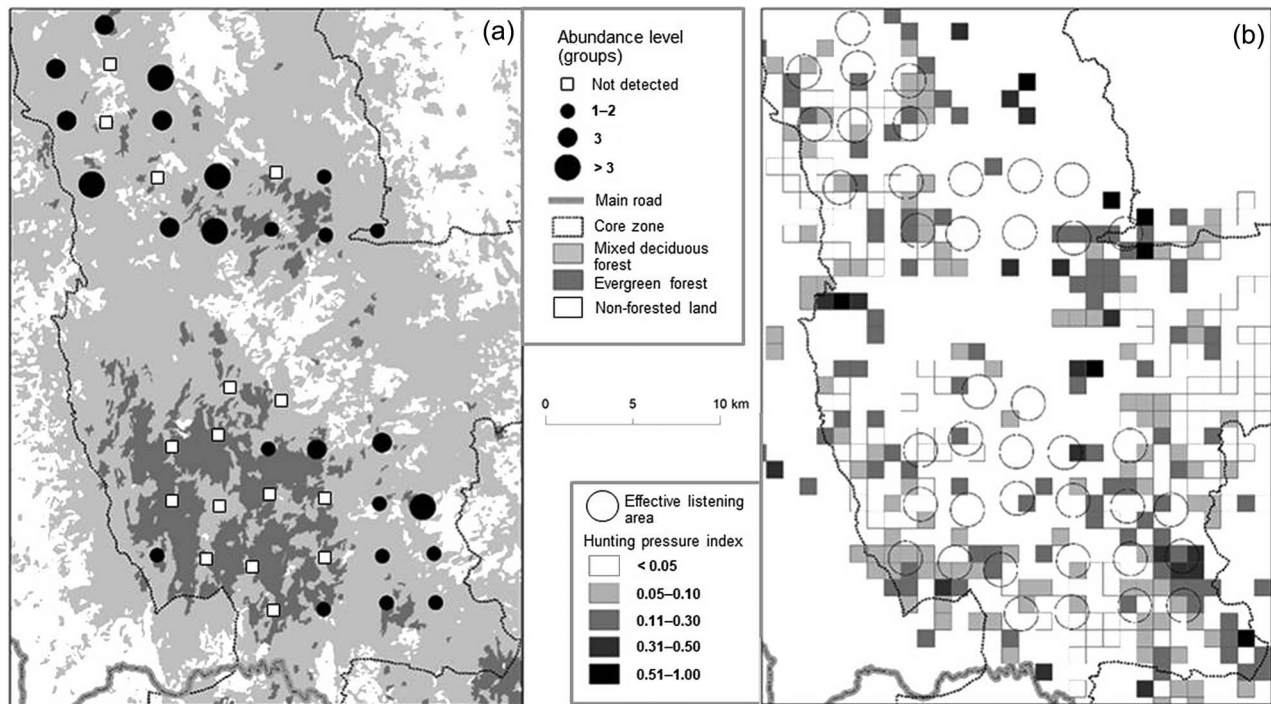 (a)
Abundance level
(groups)
Not detected
1–2
3
> 3
Main road
Core zone
Mixed deciduous
forest
Evergreen forest
Non-forested land
0 5 10 km
Effective listening
area
Hunting pressure index
< 0.05
0.05–0.10
0.11–0.30
0.31–0.50
0.51–1.00
(b)